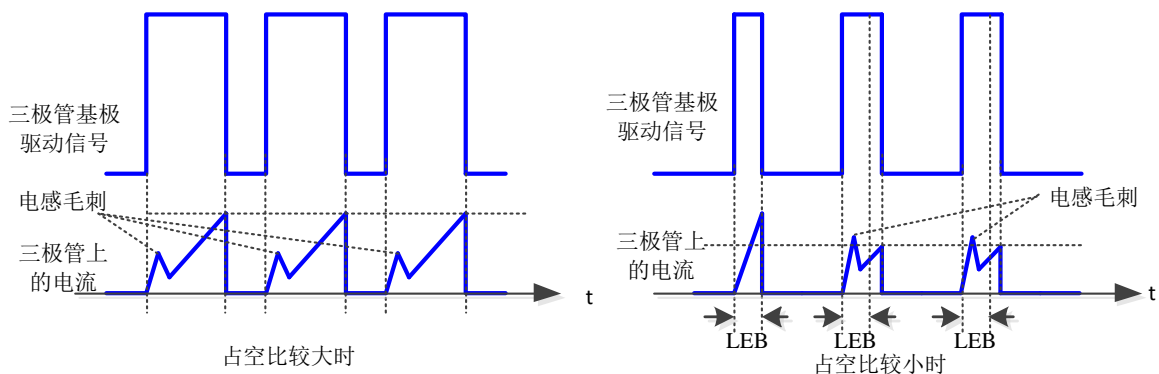 三极管基极
驱动信号
电感毛刺
三极管上
的电流
t
占空比较大时
三极管基极
驱动信号
电感毛刺
三极管上
的电流
t
LEB
LEB
LEB
占空比较小时